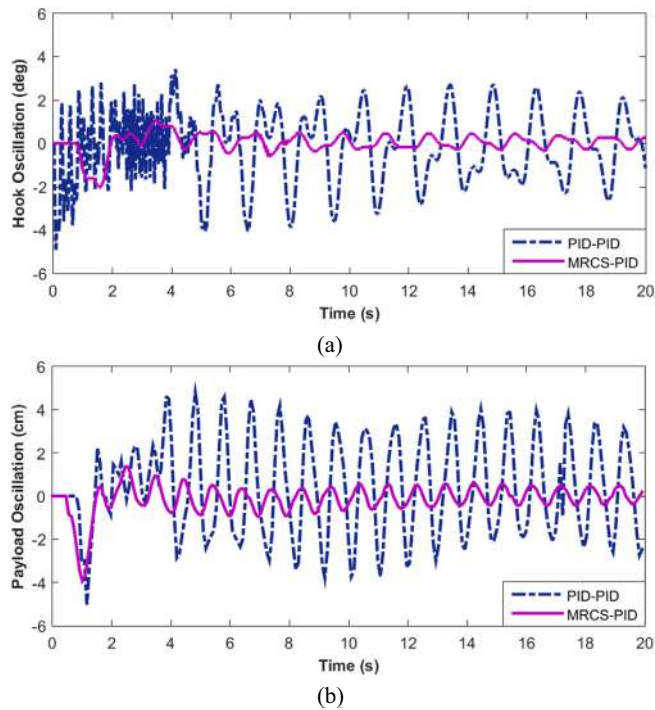 6
4
2
0
-2
-4
-6
Hook Oscillation (deg)
PID-PID
MRCS-PID
0 2 4 6 8 10 12 14 16 18 20
Time (s)
(a)
6
4
2
0
-2
-4
-6
Payload Oscillation (cm)
PID-PID
MRCS-PID
0 2 4 6 8 10 12 14 16 18 20
Time (s)
(b)